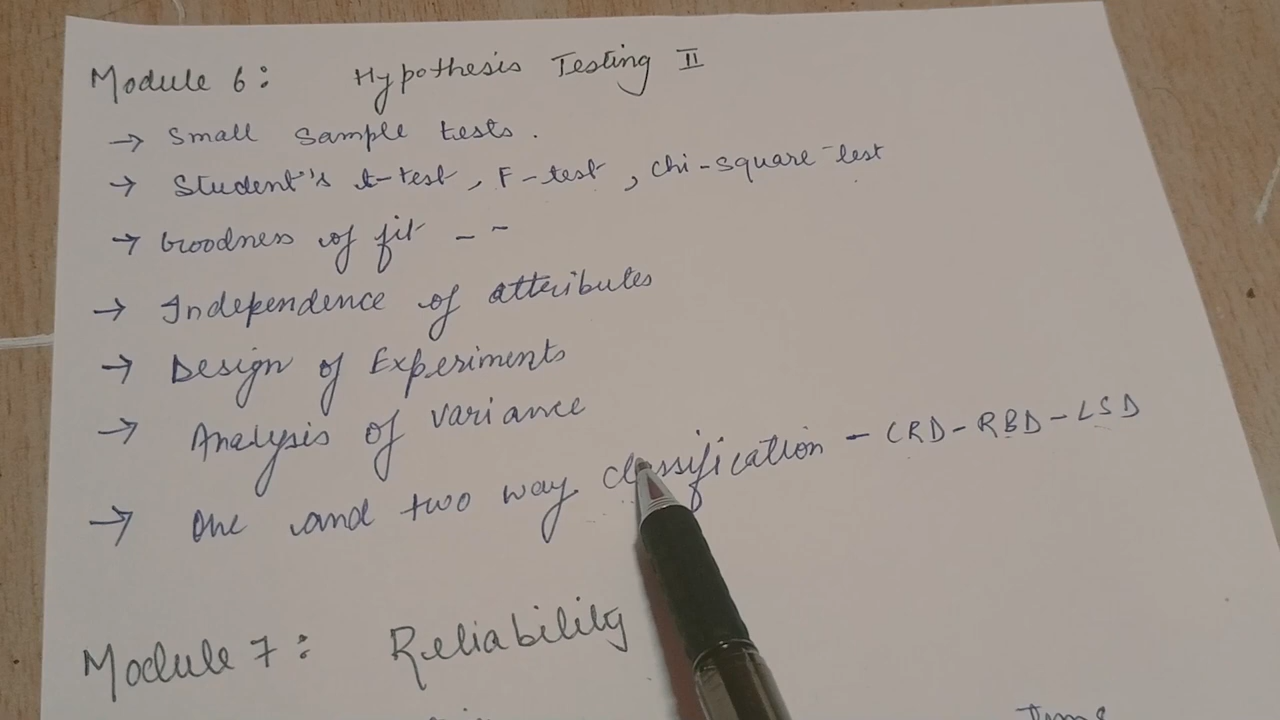 Module 6: Hypothesis Testing II
→ Small Sample tests.
→ Student's t-test, F-test, chi-square-test
→ Goodness of fit - -
→ Independence of attributes
→ Design of Experiments
→ Analysis of variance
→ One and two way classification - CRD-RBD-LSD
Module 7: Reliability